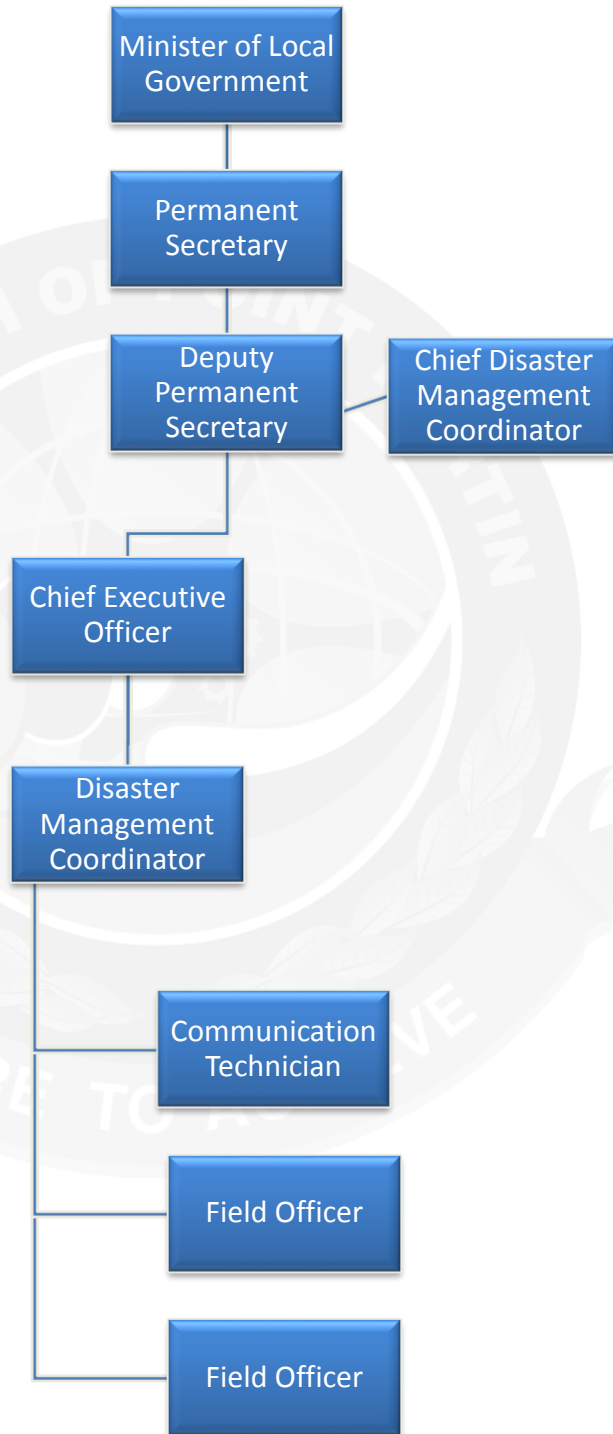 Minister of Local
Government
Permanent
Secretary
Deputy
Permanent
Secretary
Chief Disaster
Management
Coordinator
Chief Executive
Officer
Disaster
Management
Coordinator
Communication
Technician
Field Officer
Field Officer